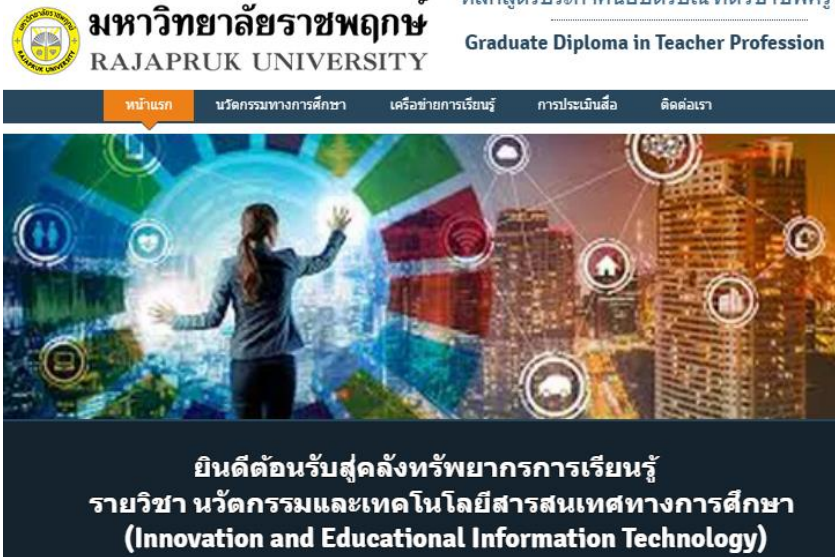 มหาวิทยาลัยราชพฤกษ์
RAJAPRUK UNIVERSITY
Graduate Diploma in Teacher Profession
หน้าแรก นวัตกรรมทางการศึกษา เครือข่ายการเรียนรู้ การประเมินสื่อ ติดต่อเรา
ยินดีต้อนรับสู่คลังทรัพยากรการเรียนรู้
รายวิชา นวัตกรรมและเทคโนโลยีสารสนเทศทางการศึกษา
(Innovation and Educational Information Technology)